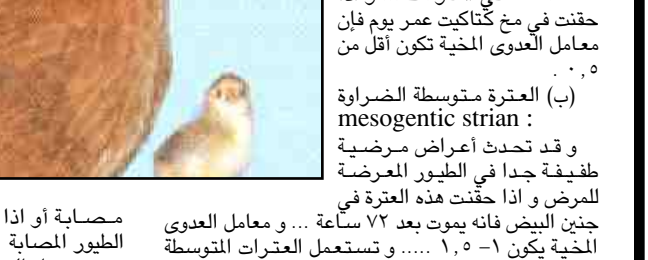 حقنت في مخ كتاكيت عمر يوم فإن
معامل العدوى المخية تكون أقل من
٠,٥ .
(ب) العترة متوسطة الضراوة
mesogentic strian :
و قد تحدث أعراض مرضية
طفيفة جدا في الطيور المعرضة
للمرض و اذا حقنت هذه العترة في
جنين البيض فانه يموت بعد ٧٢ ساعة ... و معامل العدوى
المخية يكون ١- ١,٥ ..... و تستعمل العترات المتوسطة
مصابة أو اذا
الطيور المصابة